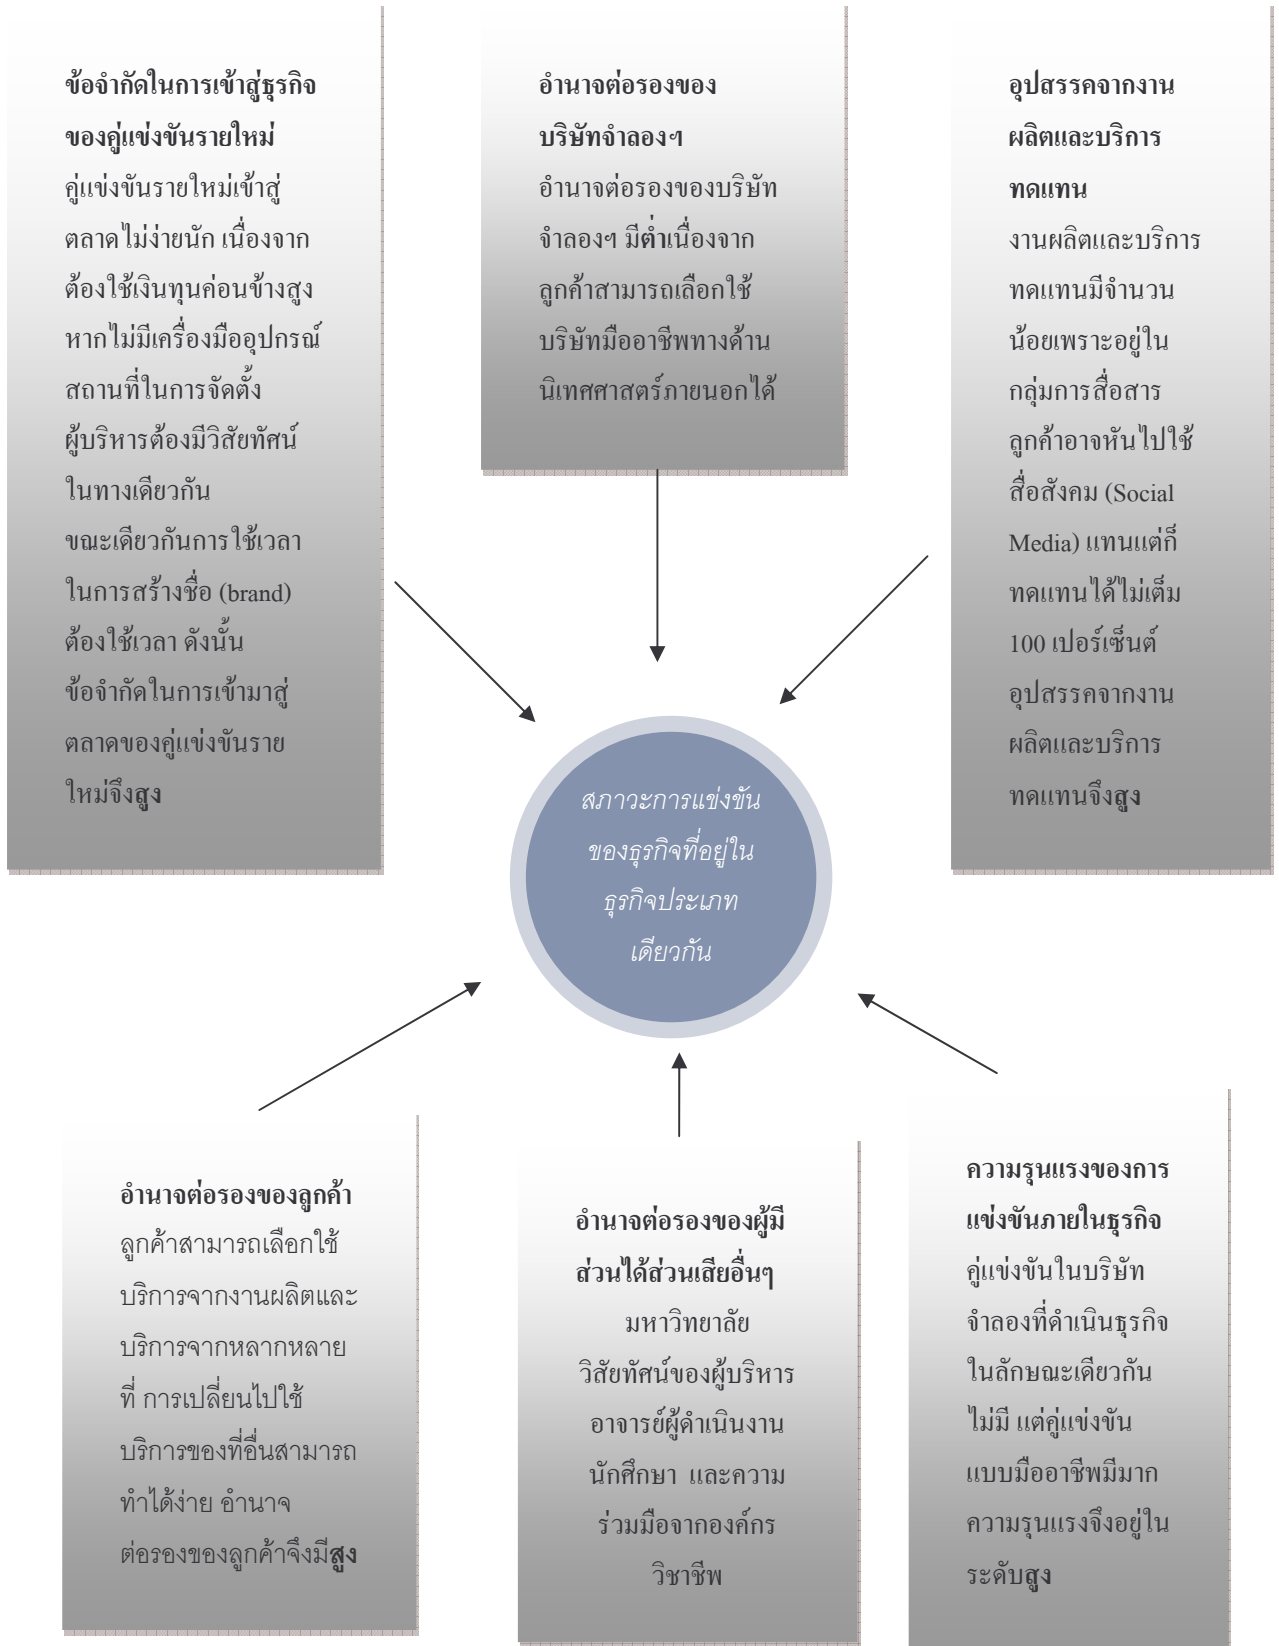 ข้อจำกัดในการเข้าสู่ธุรกิจ
ของคู่แข่งขันรายใหม่
คู่แข่งขันรายใหม่เข้าสู่
ตลาดไม่ง่ายนัก เนื่องจาก
ต้องใช้เงินทุนค่อนข้างสูง
หากไม่มีเครื่องมืออุปกรณ์
สถานที่ในการจัดตั้ง
ผู้บริหารต้องมีวิสัยทัศน์
ในทางเดียวกัน
ขณะเดียวกันการใช้เวลา
ในการสร้างชื่อ (brand)
ต้องใช้เวลา ดังนั้น
ข้อจำกัดในการเข้ามาสู่
ตลาดของคู่แข่งขันราย
ใหม่จึงสูง
อำนาจต่อรองของ
บริษัทจำลองฯ
อำนาจต่อรองของบริษัท
จำลองฯ มีต่ำเนื่องจาก
ลูกค้าสามารถเลือกใช้
บริษัทมืออาชีพทางด้าน
นิเทศศาสตร์ภายนอกได้
อุปสรรคจากงาน
ผลิตและบริการ
ทดแทน
งานผลิตและบริการ
ทดแทนมีจำนวน
น้อยเพราะอยู่ใน
กลุ่มการสื่อสาร
ลูกค้าอาจหันไปใช้
สื่อสังคม (Social
Media) แทนแต่ก็
ทดแทนได้ไม่เต็ม
100 เปอร์เซ็นต์
อุปสรรคจากงาน
ผลิตและบริการ
ทดแทนจึงสูง
สภาวะการแข่งขัน
ของธุรกิจที่อยู่ใน
ธุรกิจประเภท
เดียวกัน
อำนาจต่อรองของลูกค้า
ลูกค้าสามารถเลือกใช้
บริการจากงานผลิตและ
บริการจากหลากหลาย
ที่ การเปลี่ยนไปใช้
บริการของที่อื่นสามารถ
ทำได้ง่าย อำนาจ
ต่อรองของลูกค้าจึงมีสูง
อำนาจต่อรองของผู้มี
ส่วนได้ส่วนเสียอื่นๆ
มหาวิทยาลัย
วิสัยทัศน์ของผู้บริหาร
อาจารย์ผู้ดำเนินงาน
นักศึกษา และความ
ร่วมมือจากองค์กร
วิชาชีพ
ความรุนแรงของการ
แข่งขันภายในธุรกิจ
คู่แข่งขันในบริษัท
จำลองที่ดำเนินธุรกิจ
ในลักษณะเดียวกัน
ไม่มี แต่คู่แข่งขัน
แบบมืออาชีพมีมาก
ความรุนแรงจึงอยู่ใน
ระดับสูง